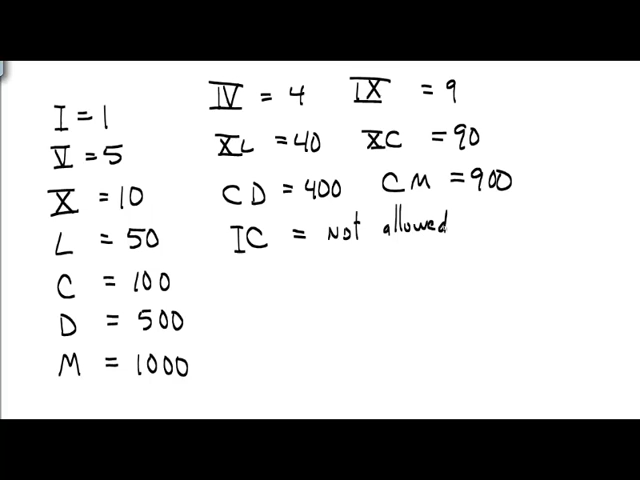 I = 1
V = 5
X = 10
L = 50
C = 100
D = 500
M = 1000
IV = 4 IX = 9
XL = 40 XC = 90
CD = 400 CM = 900
IC = Not allowed